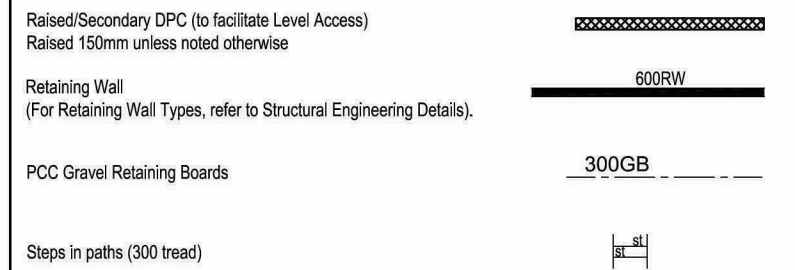 Raised/Secondary DPC (to facilitate Level Access)
Raised 150mm unless noted otherwise
Retaining Wall
600RW
(For Retaining Wall Types, refer to Structural Engineering Details).
PCC Gravel Retaining Boards
300GB
Steps in paths (300 tread)
st
st